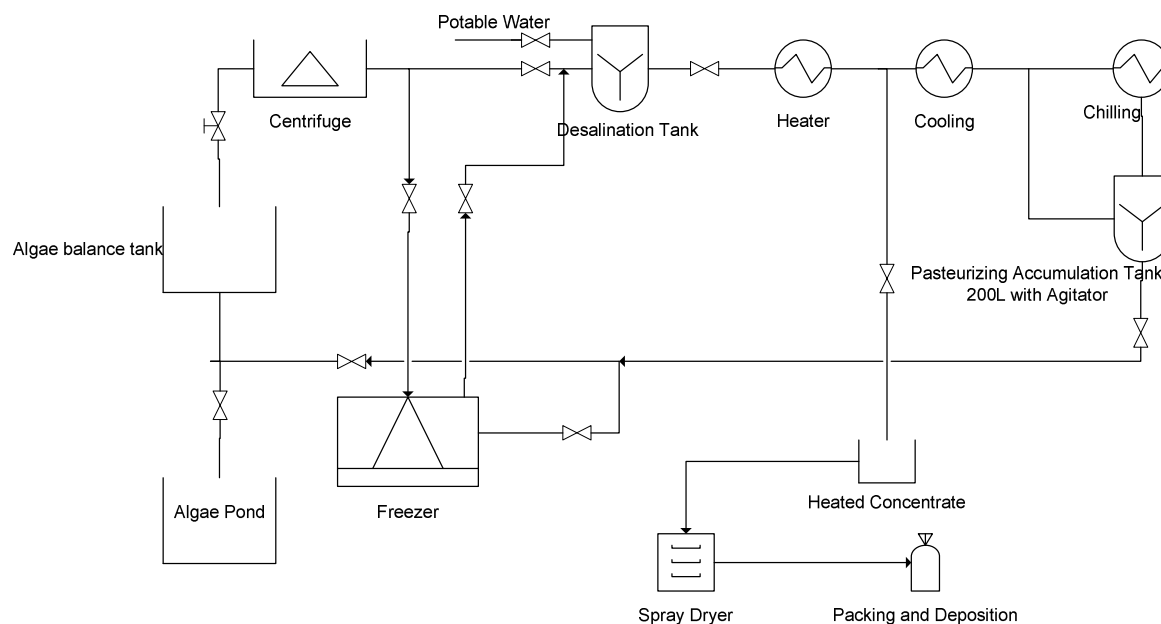 Potable Water
Centrifuge
Desalination Tank
Heater
Cooling
Chilling
Algae balance tank
Pasteurizing Accumulation Tank
200L with Agitator
Algae Pond
Freezer
Heated Concentrate
Spray Dryer
Packing and Deposition